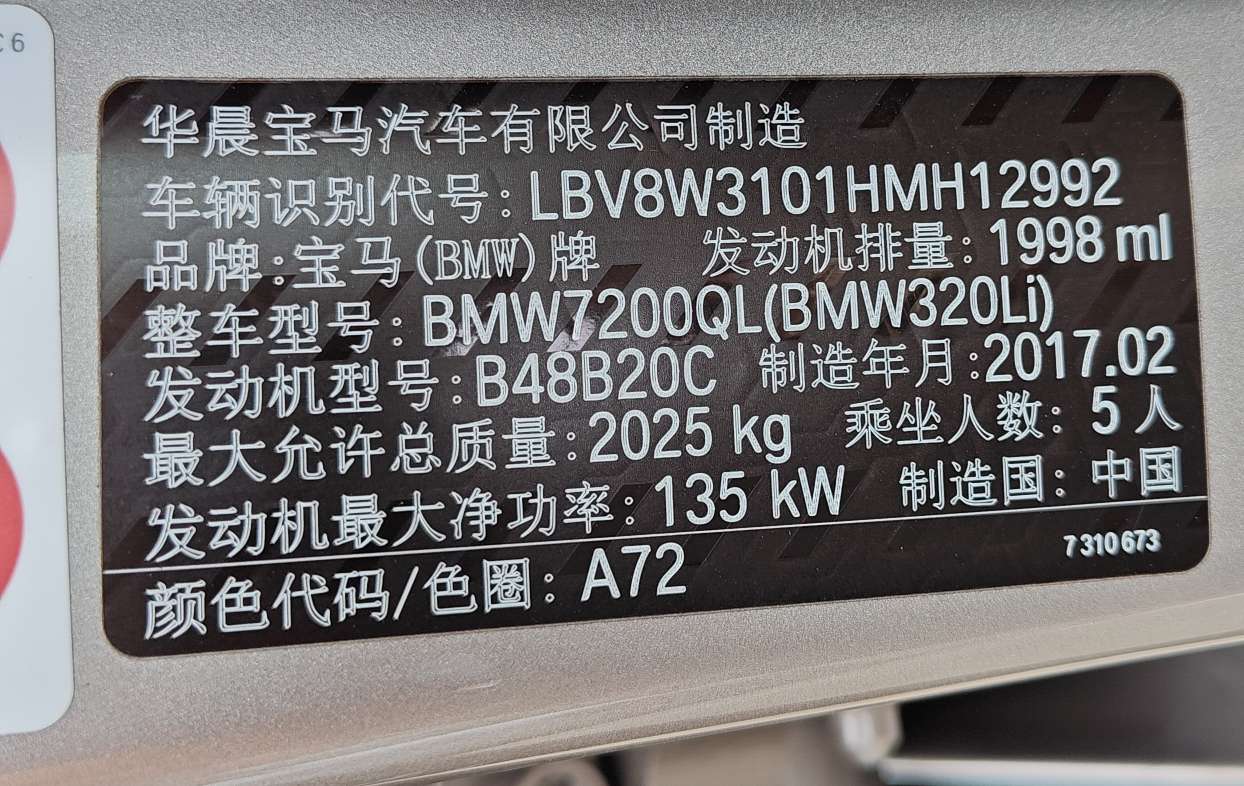 C 6
华晨宝马汽车有限公司制造
车辆识别代号:LBV8W3101HMH12992
品牌:宝马(BMW)牌 发动机排量:1998 ml
整车型号:BMW7200QL(BMW320Li)
发动机型号:B48B20C 制造年月:2017.02
最大允许总质量:2025 kg 乘坐人数:5人
发动机最大净功率:135 kW 制造国:中国
7310673
颜色代码/色圈:A72